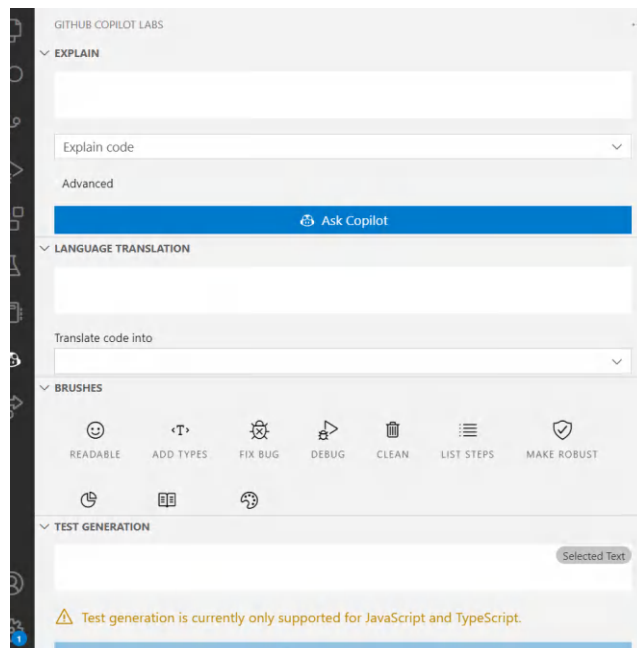 GITHUB COPILOT LABS
EXPLAIN
Explain code
Advanced
Ask Copilot
LANGUAGE TRANSLATION
Translate code into
BRUSHES
READABLE ADD TYPES FIX BUG DEBUG CLEAN LIST STEPS MAKE ROBUST
TEST GENERATION
Selected Text
Test generation is currently only supported for JavaScript and TypeScript.
1